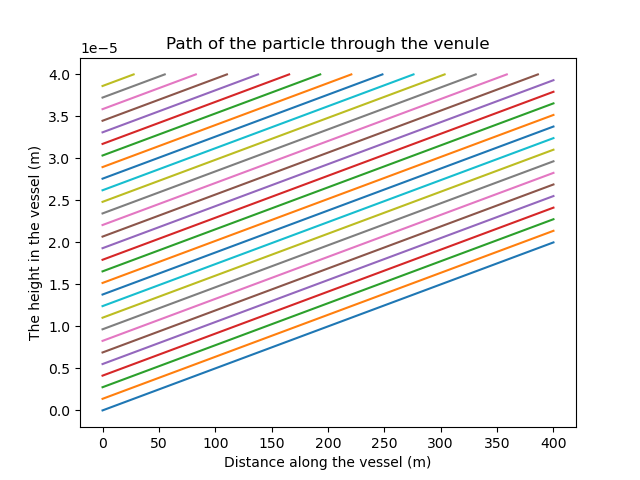 Path of the particle through the venule
1e−5
4.0
3.5
3.0
2.5
2.0
1.5
1.0
0.5
0.0
The height in the vessel (m)
0 50 100 150 200 250 300 350 400
Distance along the vessel (m)